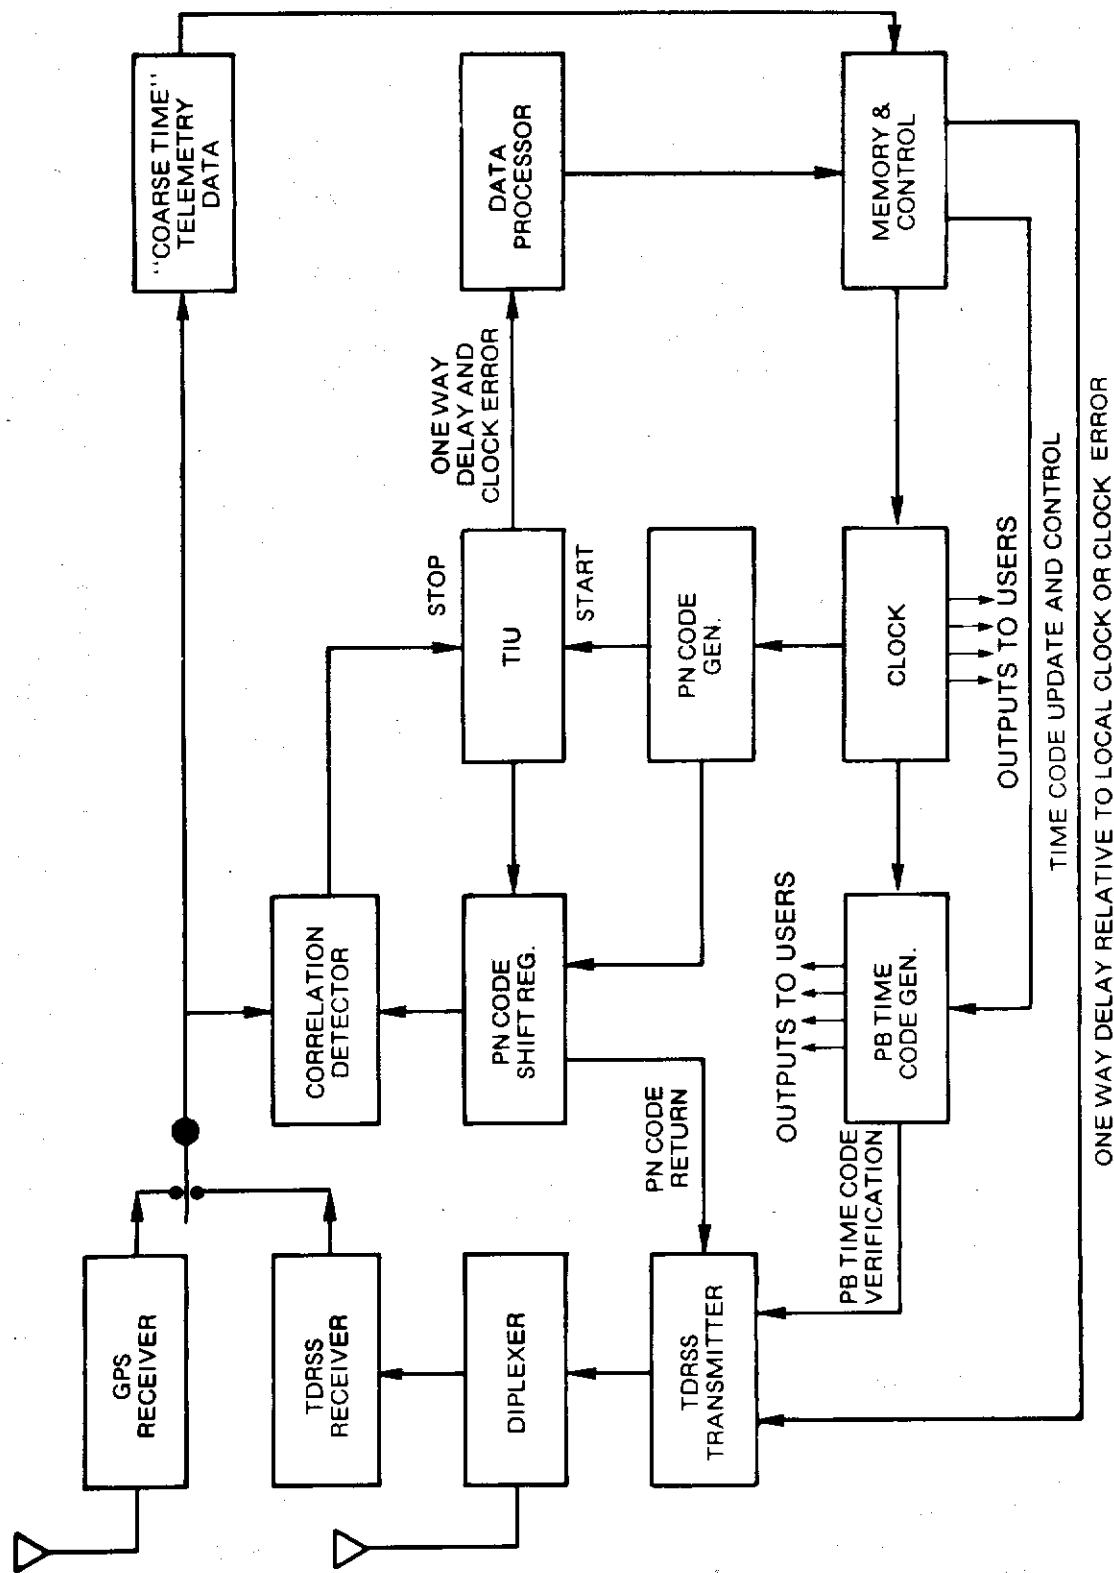 GPS
RECEIVER
TDRSS
RECEIVER
DIPLEXER
TDRSS
TRANSMITTER
CORRELATION
DETECTOR
PN CODE
SHIFT REG.
PN CODE
RETURN
OUTPUTS TO USERS
PB TIME
CODE GEN.
PB TIME CODE
VERIFICATION
STOP
TIU
START
PN CODE
GEN.
CLOCK
OUTPUTS TO USERS
"COARSE TIME"
TELEMETRY
DATA
ONE WAY
DELAY AND
CLOCK ERROR
DATA
PROCESSOR
MEMORY &
CONTROL
TIME CODE UPDATE AND CONTROL
ONE WAY DELAY RELATIVE TO LOCAL CLOCK OR CLOCK ERROR